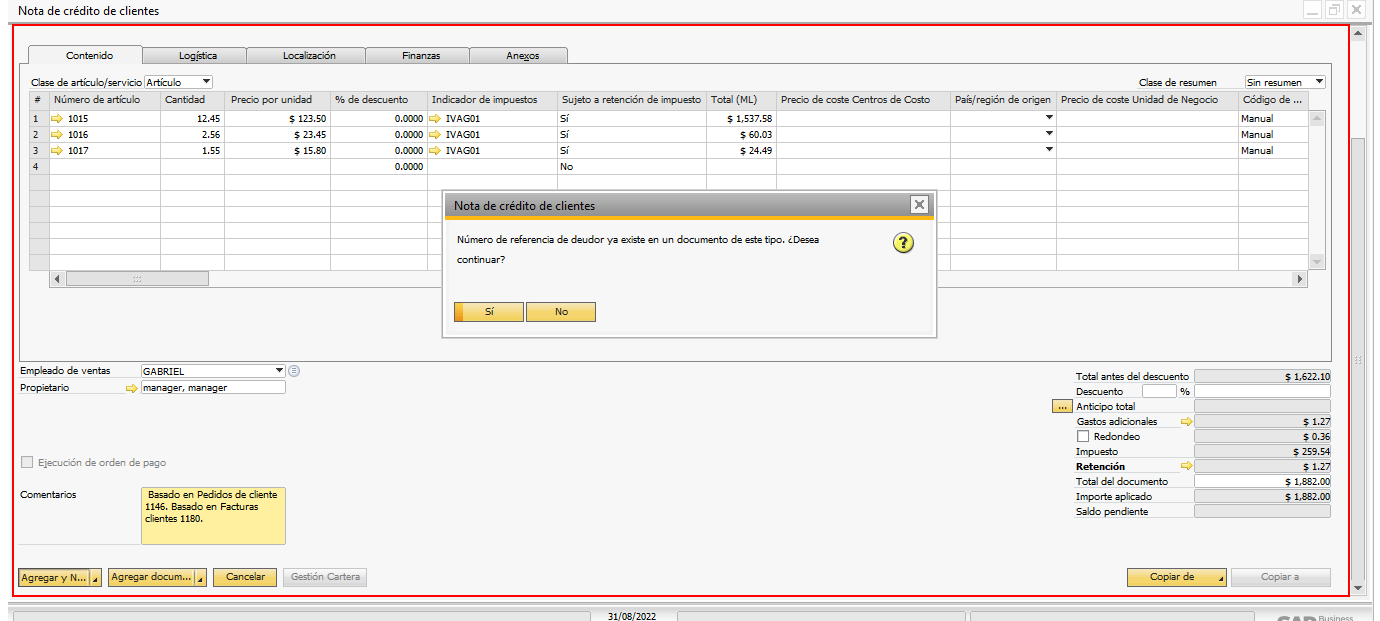 Nota de crédito de clientes
Contenido Logística Localización Finanzas Anexos
Clase de artículo/servicio Artículo Clase de resumen Sin resumen
# Número de artículo Cantidad Precio por unidad % de descuento Indicador de impuestos Sujeto a retención de impuesto Total (ML) Precio de coste Centros de Costo País/región de origen Precio de coste Unidad de Negocio Código de ...
1 1015 12.45 $ 123.50 0.0000 IVAG01 Sí $ 1,537.58 Manual
2 1016 2.56 $ 23.45 0.0000 IVAG01 Sí $ 60.03 Manual
3 1017 1.55 $ 15.80 0.0000 IVAG01 Sí $ 24.49 Manual
4 0.0000 No
Nota de crédito de clientes
Número de referencia de deudor ya existe en un documento de este tipo. ¿Desea
continuar?
Sí No
Empleado de ventas GABRIEL
Propietario manager, manager
Total antes del descuento $ 1,622.10
Descuento %
... Anticipo total
Gastos adicionales $ 1.27
Redondeo $ 0.36
Impuesto $ 259.54
Retención $ 1.27
Total del documento $ 1,882.00
Importe aplicado $ 1,882.00
Saldo pendiente
Ejecución de orden de pago
Comentarios
Basado en Pedidos de cliente
1146. Basado en Facturas
clientes 1180.
Agregar y N... Agregar docum... Cancelar Gestión Cartera Copiar de Copiar a
31/08/2022
SAP Business